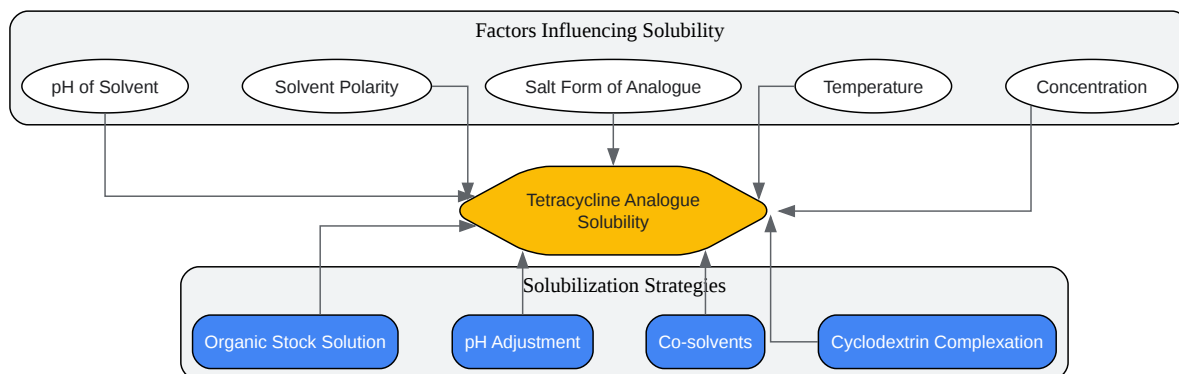 Factors Influencing Solubility
pH of Solvent
Solvent Polarity
Salt Form of Analogue
Temperature
Concentration
Tetracycline Analogue
Solubility
Solubilization Strategies
Organic Stock Solution
pH Adjustment
Co-solvents
Cyclodextrin Complexation